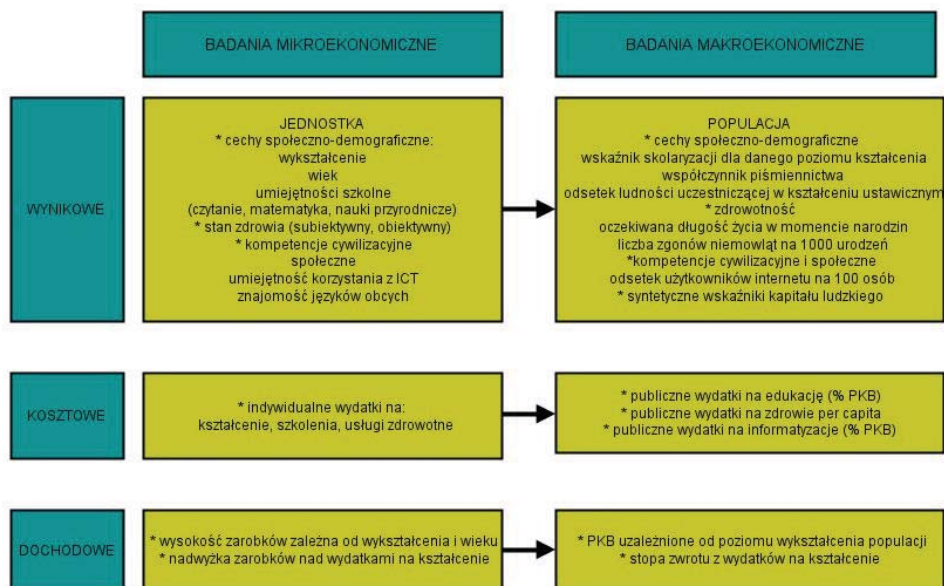 BADANIA MIKROEKONOMICZNE
BADANIA MAKROEKONOMICZNE
WYNIKOWE
JEDNOSTKA
* cechy społeczno-demograficzne:
wykształcenie
wiek
umiejętności szkolne
(czytanie, matematyka, nauki przyrodnicze)
* stan zdrowia (subiektywny, obiektywny)
* kompetencje cywilizacyjne
społeczne
umiejętność korzystania z ICT
znajomość języków obcych
POPULACJA
* cechy społeczno-demograficzne
wskaźnik skolaryzacji dla danego poziomu kształcenia
współczynnik piśmiennictwa
odsetek ludności uczestniczącej w kształceniu ustawicznym
* zdrowotność
oczekiwana długość życia w momencie narodzin
liczba zgonów niemowląt na 1000 urodzeń
*kompetencje cywilizacyjne i społeczne
odsetek użytkowników internetu na 100 osób
* syntetyczne wskaźniki kapitału ludzkiego
KOSZTOWE
* indywidualne wydatki na:
kształcenie, szkolenia, usługi zdrowotne
* publiczne wydatki na edukację (% PKB)
* publiczne wydatki na zdrowie per capita
* publiczne wydatki na informatyzacje (% PKB)
DOCHODOWE
* wysokość zarobków zależna od wykształcenia i wieku
* nadwyżka zarobków nad wydatkami na kształcenie
* PKB uzależnione od poziomu wykształcenia populacji
* stopa zwrotu z wydatków na kształcenie